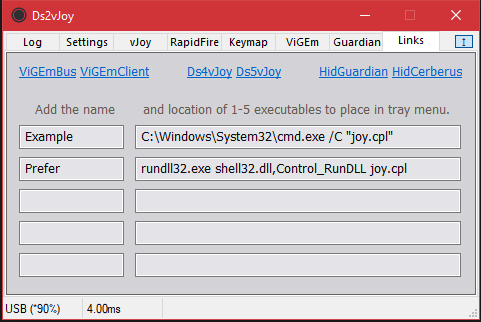 Ds2vJoy
Log Settings vJoy RapidFire Keymap ViGEm Guardian Links
ViGEmBus ViGEmClient Ds4vJoy Ds5vJoy HidGuardian HidCerberus
Add the name and location of 1-5 executables to place in tray menu.
Example C:\Windows\System32\cmd.exe /C "joy.cpl"
Prefer rundll32.exe shell32.dll,Control_RunDLL joy.cpl
USB (*90%) 4.00ms